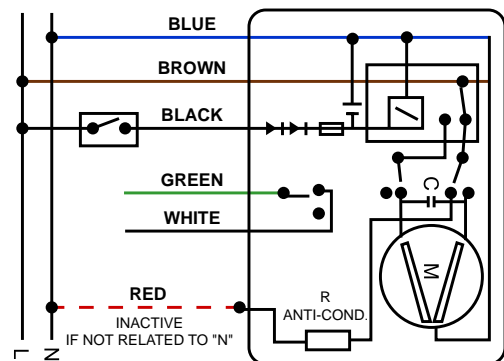 BLUE
BROWN
BLACK
GREEN
WHITE
RED
INACTIVE
IF NOT RELATED TO "N"
R
ANTI-COND.
C
M
L
N